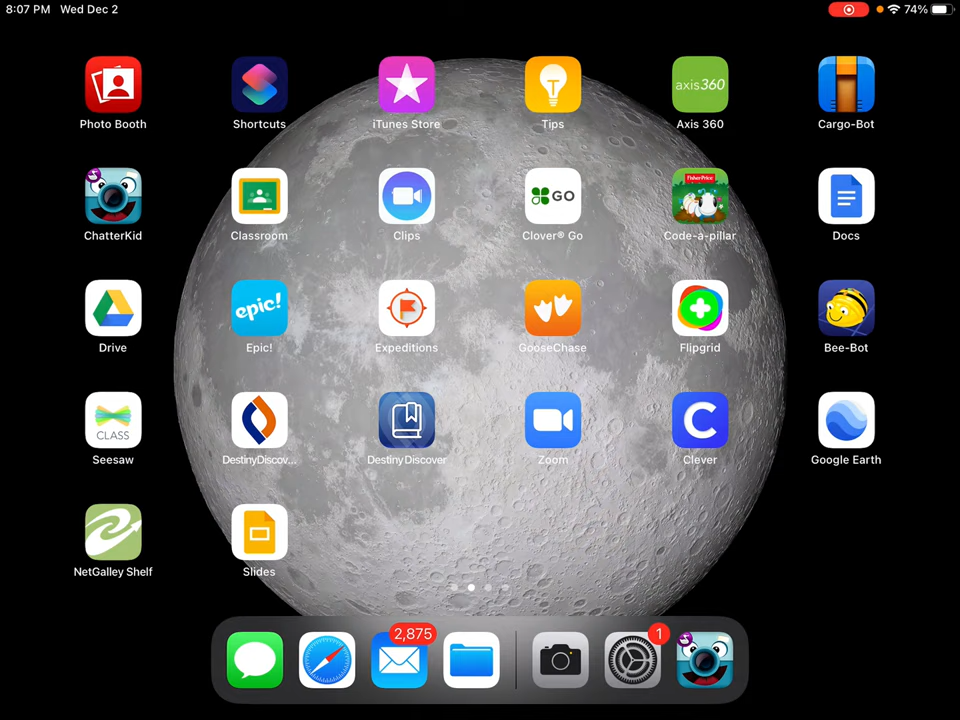 8:07 PM Wed Dec 2
74%
Photo Booth
Shortcuts
iTunes Store
Tips
axis360
Axis 360
Cargo-Bot
ChatterKid
Classroom
Clips
GO
Clover® Go
Fisher-Price
Code-a-pillar
Docs
Drive
epic!
Epic!
Expeditions
GooseChase
Flipgrid
Bee-Bot
CLASS
Seesaw
DestinyDiscov...
Destiny Discover
Zoom
C
Clever
Google Earth
NetGalley Shelf
Slides
2,875
1